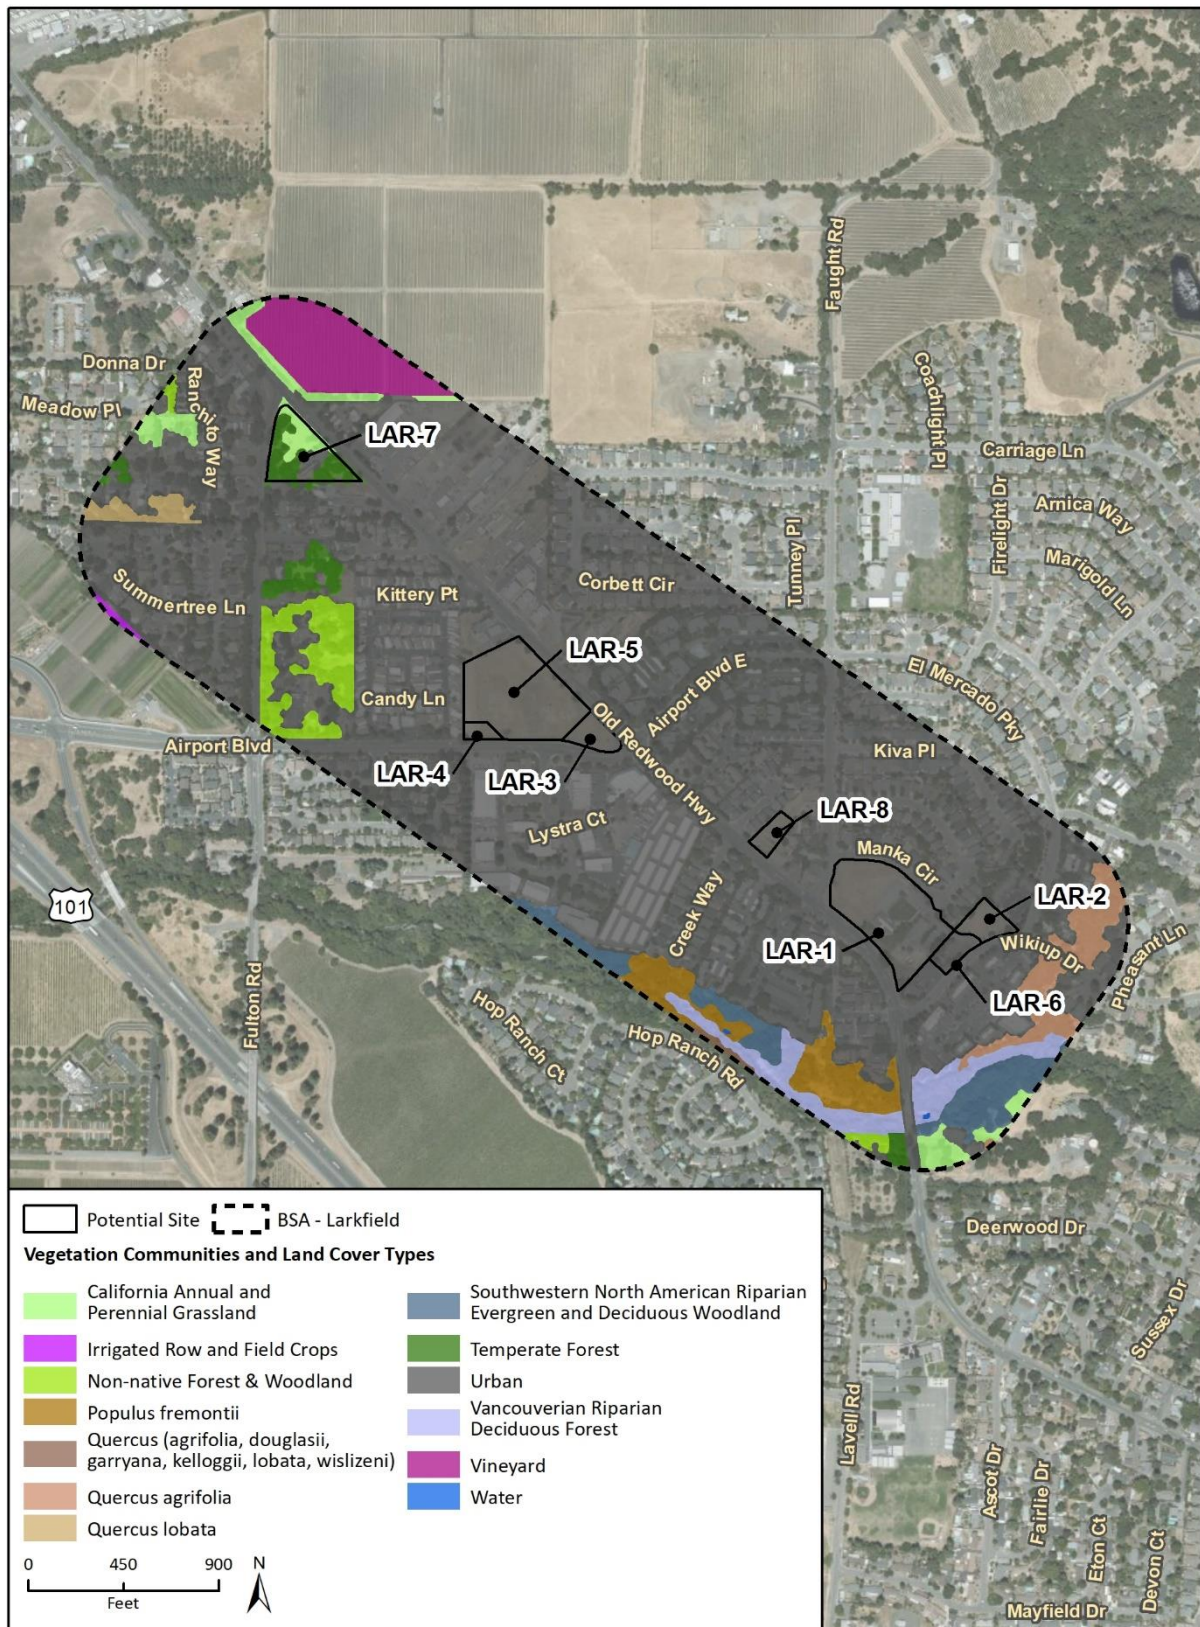 Faught Rd
Coachlight Pl
Donna Dr
Ranchito Way
Meadow Pl
LAR-7
Carriage Ln
Firelight Dr
Arnica Way
Tunney Pl
Marigold Ln
Summertree Ln
Kittery Pt
Corbett Cir
LAR-5
Airport Blvd E
El Mercado Pky
Candy Ln
Old Redwood Hwy
Airport Blvd
Kiva Pl
LAR-4
LAR-3
LAR-8
Lystra Ct
Manka Cir
101
Creek Way
LAR-2
LAR-1
Wikiup Dr
Pheasant Ln
LAR-6
Fulton Rd
Hop Ranch Ct
Hop Ranch Rd
Deerwood Dr
Sussex Dr
Lavell Rd
Ascot Dr
Fairlie Dr
Eton Ct
Devon Ct
Mayfield Dr
Potential Site
BSA - Larkfield
Vegetation Communities and Land Cover Types
California Annual and
Perennial Grassland
Irrigated Row and Field Crops
Non-native Forest & Woodland
Populus fremontii
Quercus (agrifolia, douglasii,
garryana, kelloggii, lobata, wislizeni)
Quercus agrifolia
Quercus lobata
Southwestern North American Riparian
Evergreen and Deciduous Woodland
Temperate Forest
Urban
Vancouverian Riparian
Deciduous Forest
Vineyard
Water
0 450 900
Feet
N